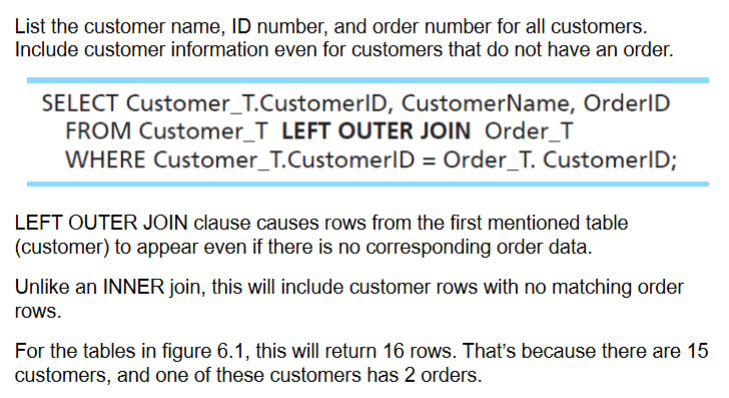 List the customer name, ID number, and order number for all customers.
Include customer information even for customers that do not have an order.
SELECT Customer_T.CustomerID, CustomerName, OrderID
FROM Customer_T LEFT OUTER JOIN Order_T
WHERE Customer_T.CustomerID = Order_T. CustomerID;
LEFT OUTER JOIN clause causes rows from the first mentioned table
(customer) to appear even if there is no corresponding order data.
Unlike an INNER join, this will include customer rows with no matching order
rows.
For the tables in figure 6.1, this will return 16 rows. That’s because there are 15
customers, and one of these customers has 2 orders.